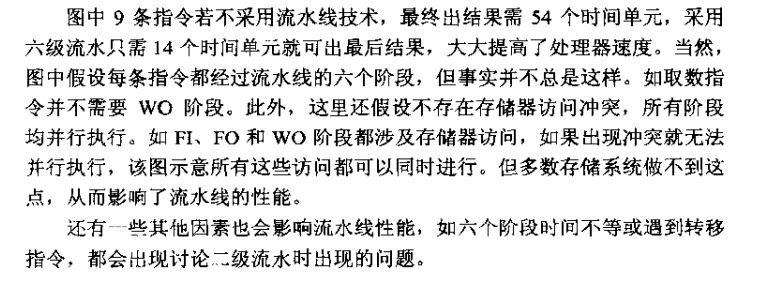 图中 9 条指令若不采用流水线技术，最终出结果需 54 个时间单元，采用
六级流水只需 14 个时间单元就可出最后结果，大大提高了处理器速度。当然，
图中假设每条指令都经过流水线的六个阶段，但事实并不总是这样。如取数指
令并不需要 WO 阶段。此外，这里还假设不存在存储器访问冲突，所有阶段
均并行执行。如 FI、FO 和 WO 阶段都涉及存储器访问，如果出现冲突就无法
并行执行，该图示意所有这些访问都可以同时进行。但多数存储系统做不到这
点，从而影响了流水线的性能。
还有一些其他因素也会影响流水线性能，如六个阶段时间不等或遇到转移
指令，都会出现讨论二级流水时出现的问题。